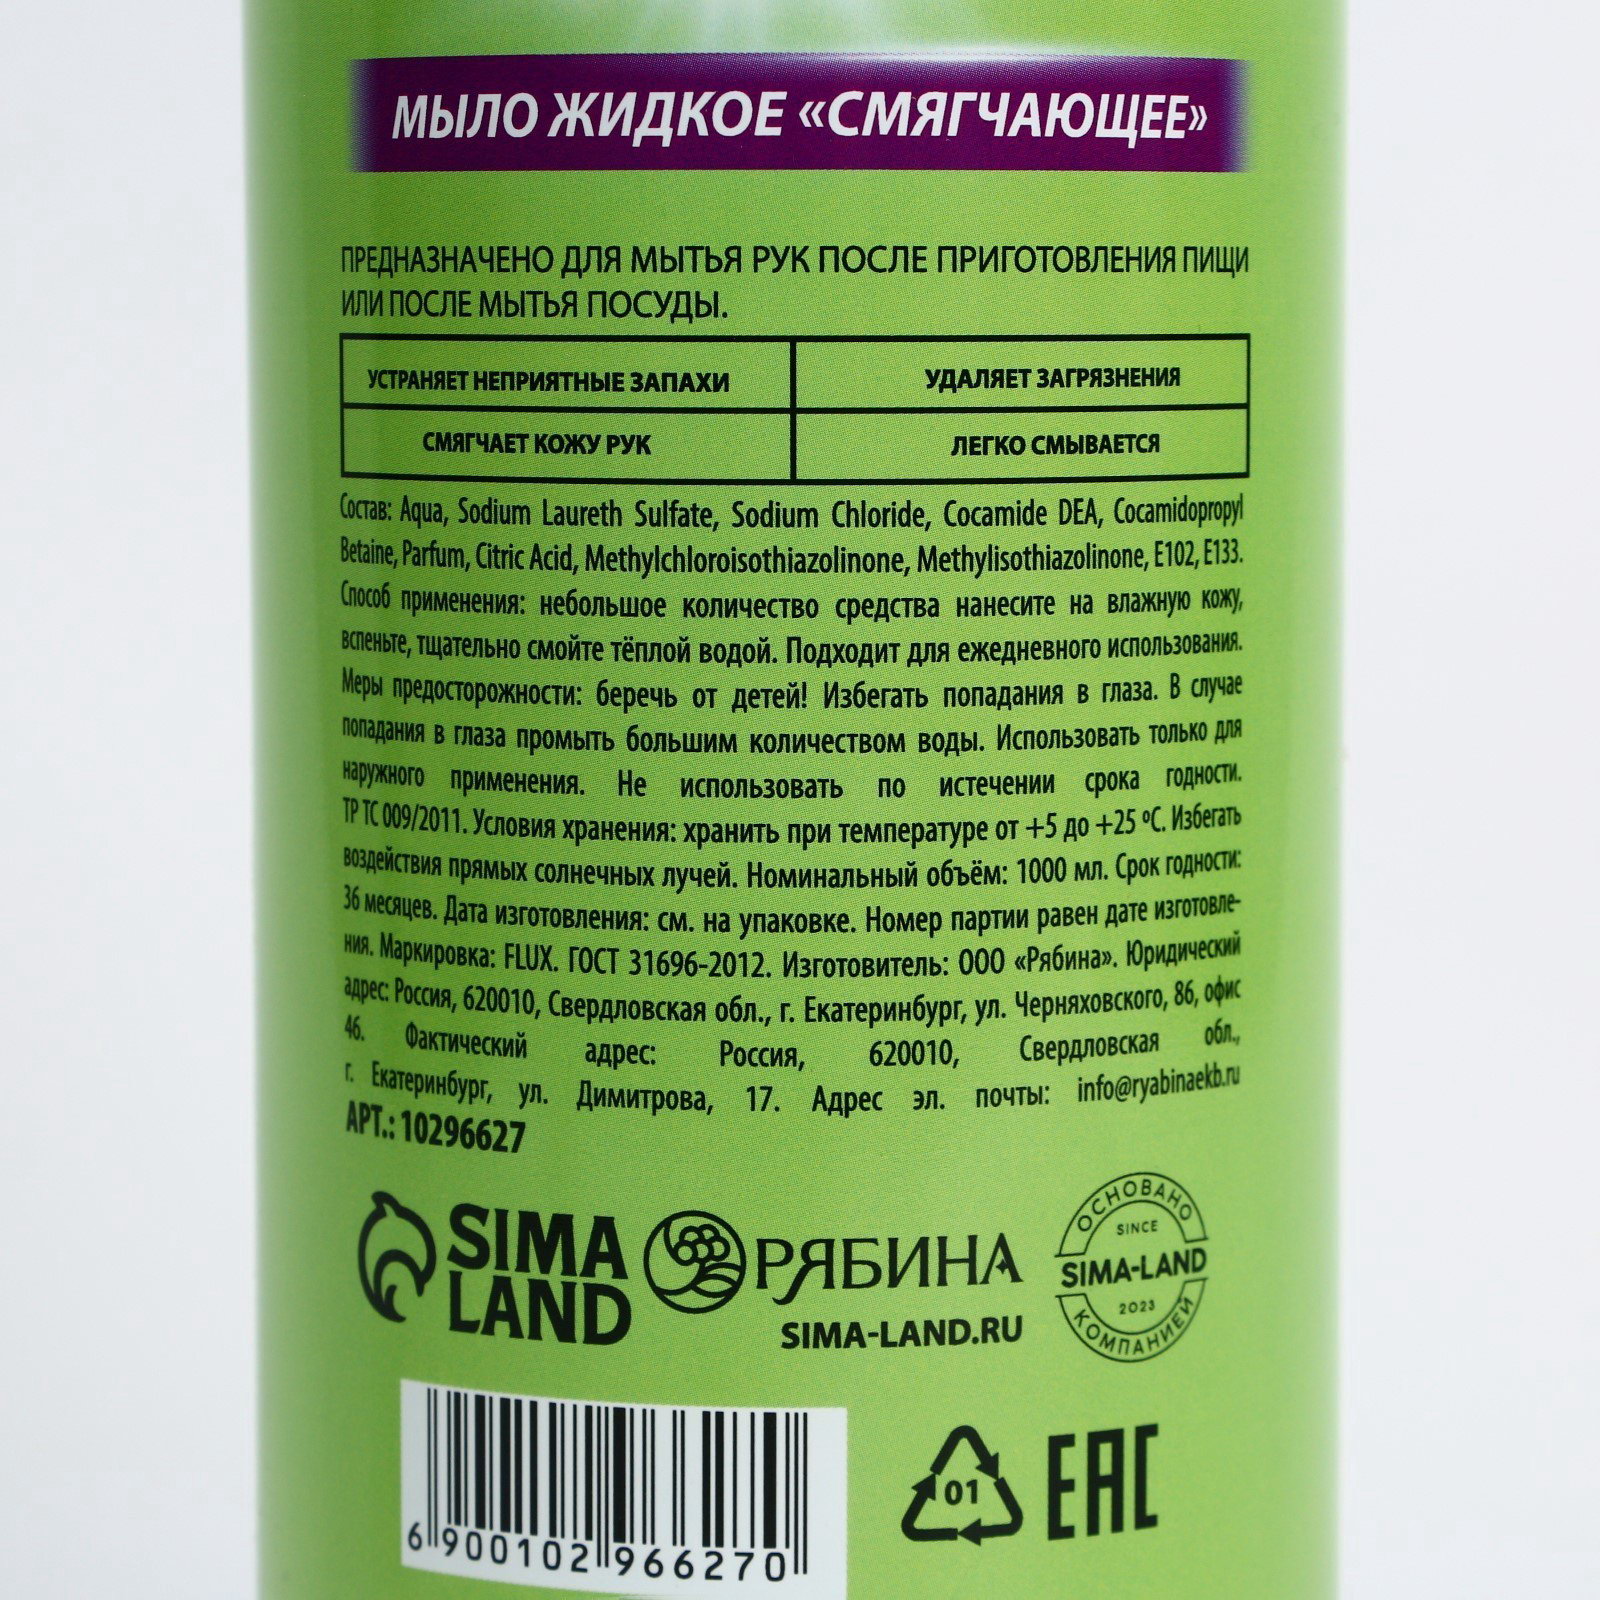 МЫЛО ЖИДКОЕ «СМЯГЧАЮЩЕЕ»
ПРЕДНАЗНАЧЕНО ДЛЯ МЫТЬЯ РУК ПОСЛЕ ПРИГОТОВЛЕНИЯ ПИЩИ
ИЛИ ПОСЛЕ МЫТЬЯ ПОСУДЫ.
УСТРАНЯЕТ НЕПРИЯТНЫЕ ЗАПАХИ
УДАЛЯЕТ ЗАГРЯЗНЕНИЯ
СМЯГЧАЕТ КОЖУ РУК
ЛЕГКО СМЫВАЕТСЯ
Состав: Aqua, Sodium Laureth Sulfate, Sodium Chloride, Cocamide DEA, Cocamidopropyl
Betaine, Parfum, Citric Acid, Methylchloroisothiazolinone, Methylisothiazolinone, E102, E133.
Способ применения: небольшое количество средства нанесите на влажную кожу,
вспеньте, тщательно смойте тёплой водой. Подходит для ежедневного использования.
Меры предосторожности: беречь от детей! Избегать попадания в глаза. В случае
попадания в глаза промыть большим количеством воды. Использовать только для
наружного применения. Не использовать по истечении срока годности.
ТР ТС 009/2011. Условия хранения: хранить при температуре от +5 до +25 ºС. Избегать
воздействия прямых солнечных лучей. Номинальный объём: 1000 мл. Срок годности:
36 месяцев. Дата изготовления: см. на упаковке. Номер партии равен дате изготовле-
ния. Маркировка: FLUX. ГОСТ 31696-2012. Изготовитель: ООО «Рябина». Юридический
адрес: Россия, 620010, Свердловская обл., г. Екатеринбург, ул. Черняховского, 86, офис
46. Фактический адрес: Россия, 620010, Свердловская обл.,
г. Екатеринбург, ул. Димитрова, 17. Адрес эл. почты: info@ryabinaekb.ru
АРТ.: 10296627
SIMA
LAND
РЯБИНА
SIMA-LAND.RU
ОСНОВАНО
SINCE
SIMA-LAND
2023
КОМПАНИЕЙ
6 900102 966270
01
EAC